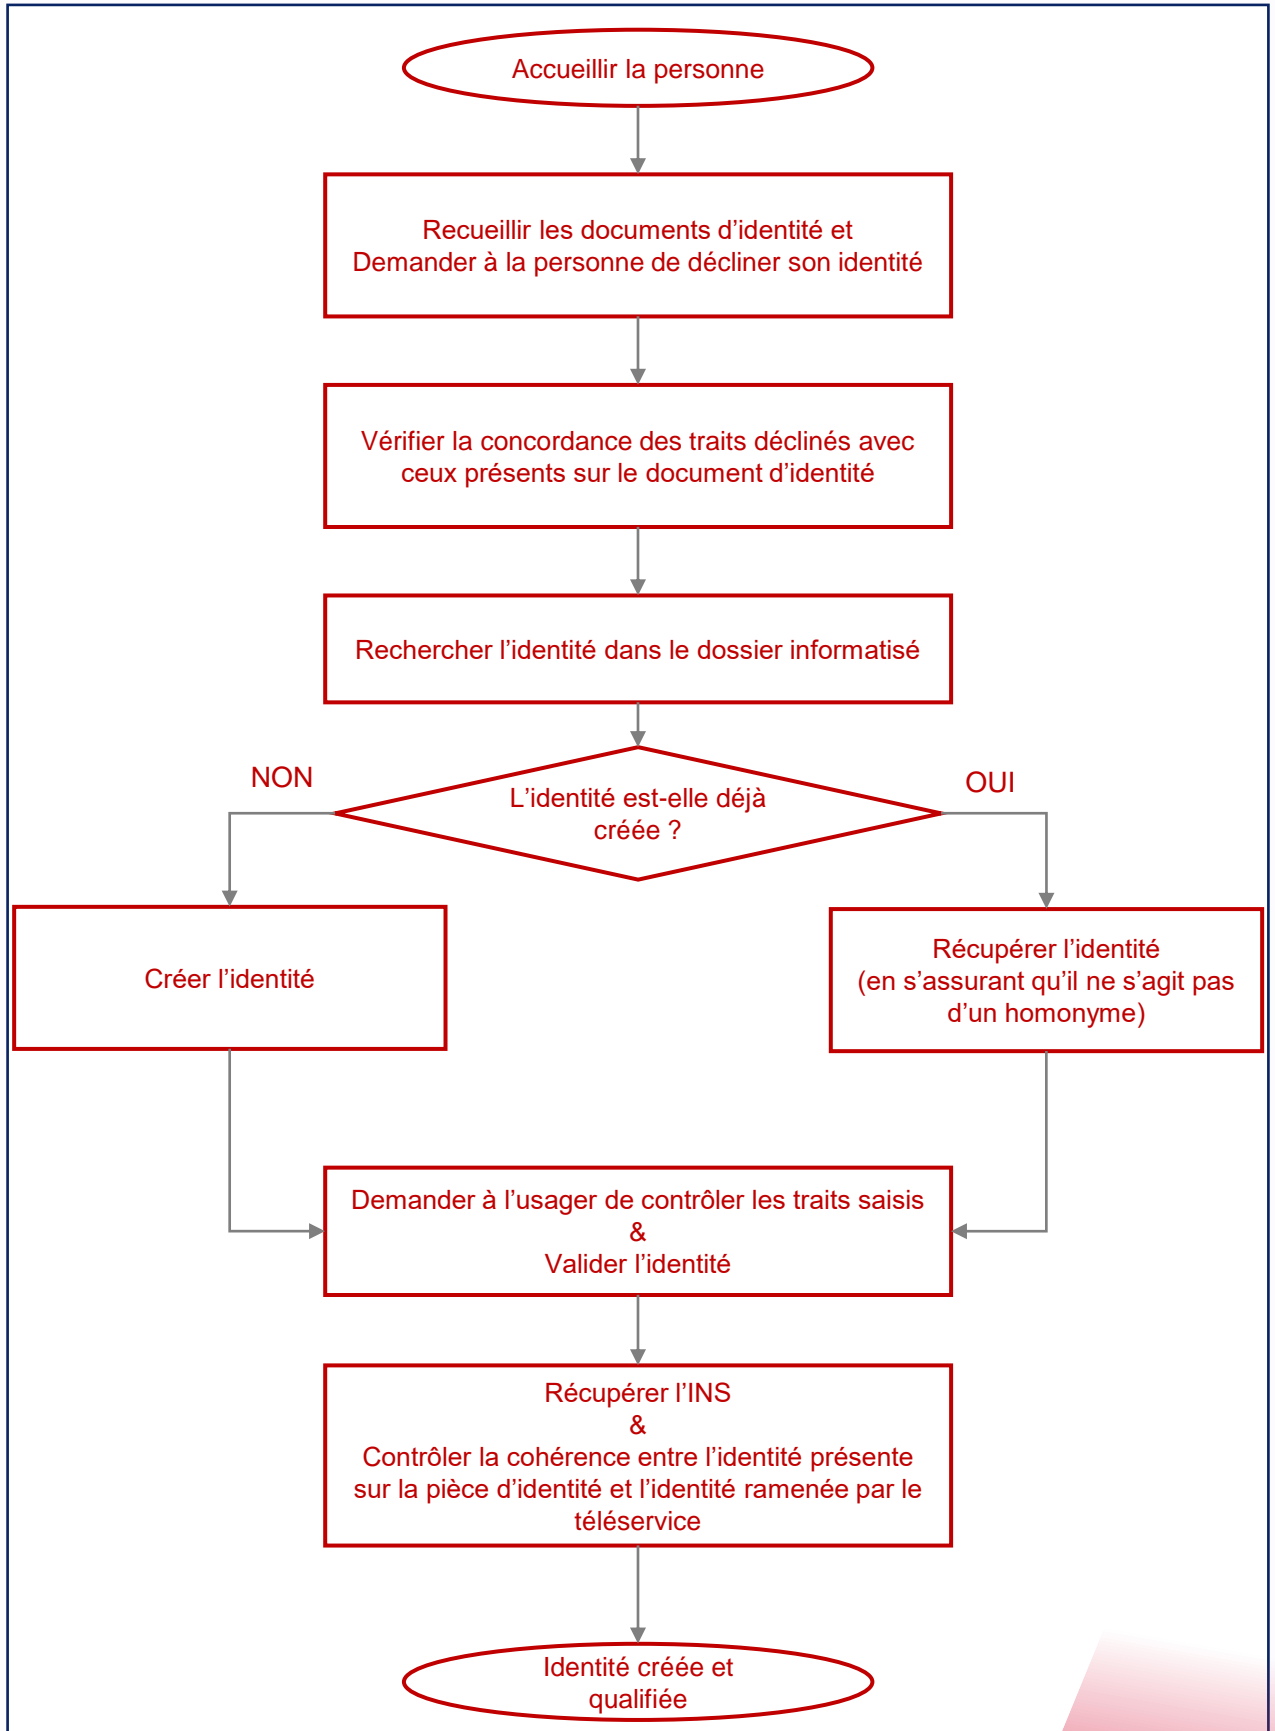 Accueillir la personne
Recueillir les documents d’identité et
Demander à la personne de décliner son identité
Vérifier la concordance des traits déclinés avec
ceux présents sur le document d’identité
Rechercher l’identité dans le dossier informatisé
L’identité est-elle déjà
créée ?
NON
OUI
Créer l’identité
Récupérer l’identité
(en s’assurant qu’il ne s’agit pas
d’un homonyme)
Demander à l’usager de contrôler les traits saisis
&
Valider l’identité
Récupérer l’INS
&
Contrôler la cohérence entre l’identité présente
sur la pièce d’identité et l’identité ramenée par le
téléservice
Identité créée et
qualifiée